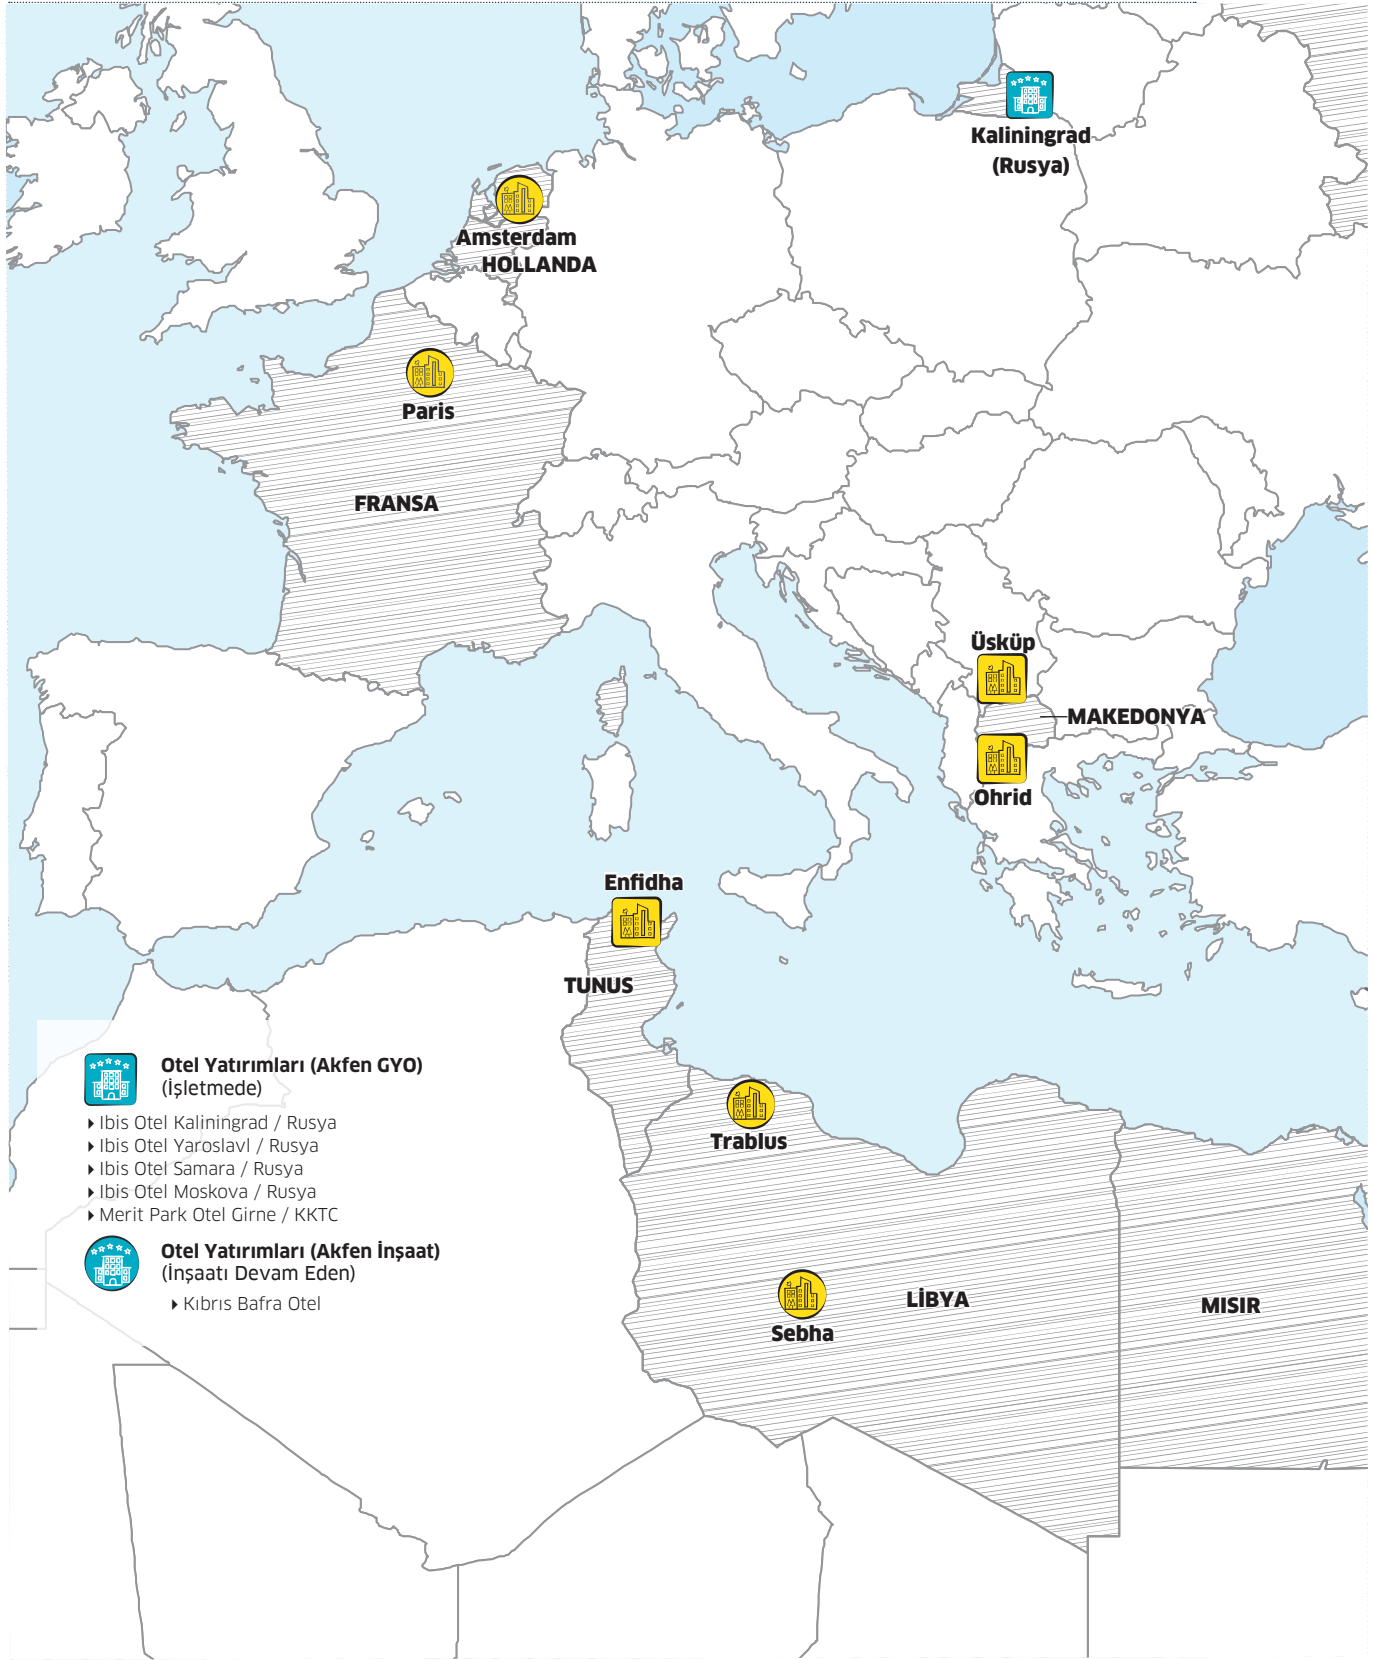 Kaliningrad
(Rusya)
Amsterdam
HOLLANDA
Paris
FRANSA
Üsküp
MAKEDONYA
Ohrid
Enfidha
TUNUS
Trablus
Sebha
LİBYA
MISIR
Otel Yatırımları (Akfen GYO)
(İşletmede)
Ibis Otel Kaliningrad / Rusya
Ibis Otel Yaroslavl / Rusya
Ibis Otel Samara / Rusya
Ibis Otel Moskova / Rusya
Merit Park Otel Girne / KKTC
Otel Yatırımları (Akfen İnşaat)
(İnşaatı Devam Eden)
Kıbrıs Bafra Otel